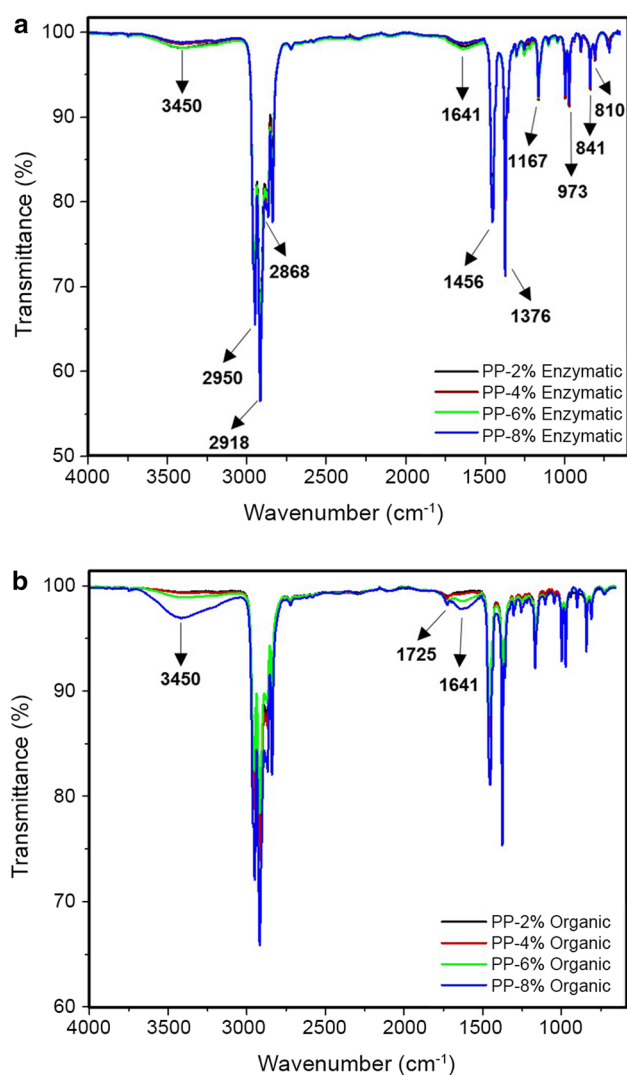 a
100
90
80
70
60
50
Transmittance (%)
3450
1641
810
1167
841
973
2868
1456
1376
2950
2918
PP-2% Enzymatic
PP-4% Enzymatic
PP-6% Enzymatic
PP-8% Enzymatic
4000 3500 3000 2500 2000 1500 1000
Wavenumber (cm⁻¹)
b
100
90
80
70
60
Transmittance (%)
3450
1725
1641
PP-2% Organic
PP-4% Organic
PP-6% Organic
PP-8% Organic
4000 3500 3000 2500 2000 1500 1000
Wavenumber (cm⁻¹)